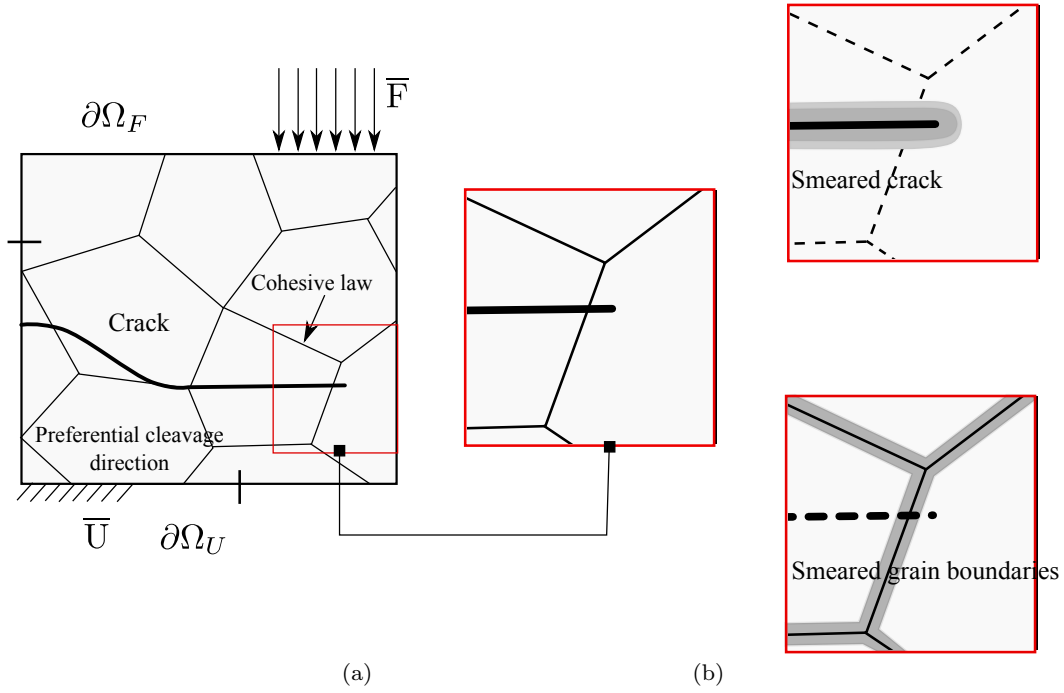 ∂Ω_F
F̅
Cohesive law
Crack
Preferential cleavage
direction
U̅
∂Ω_U
Smeared crack
Smeared grain boundaries
(a)
(b)